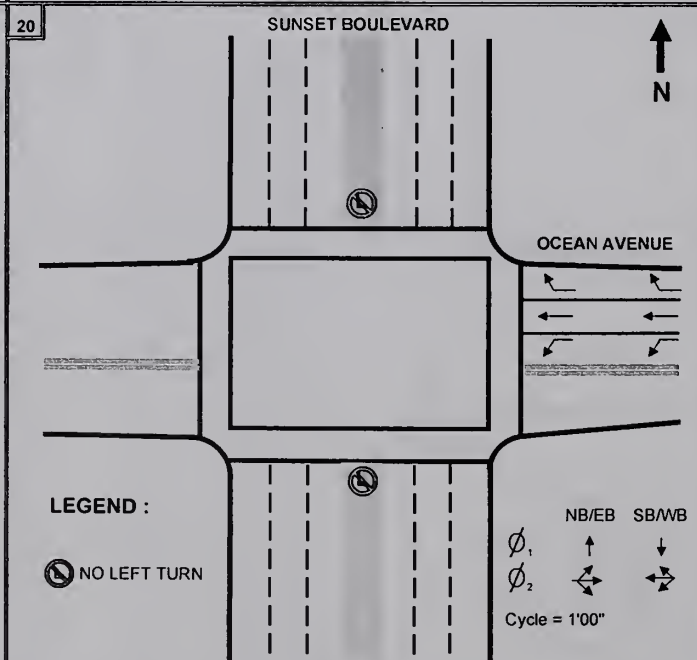 20
SUNSET BOULEVARD
N
OCEAN AVENUE
LEGEND :
NO LEFT TURN
NB/EB SB/WB
Ø1
Ø2
Cycle = 1'00"